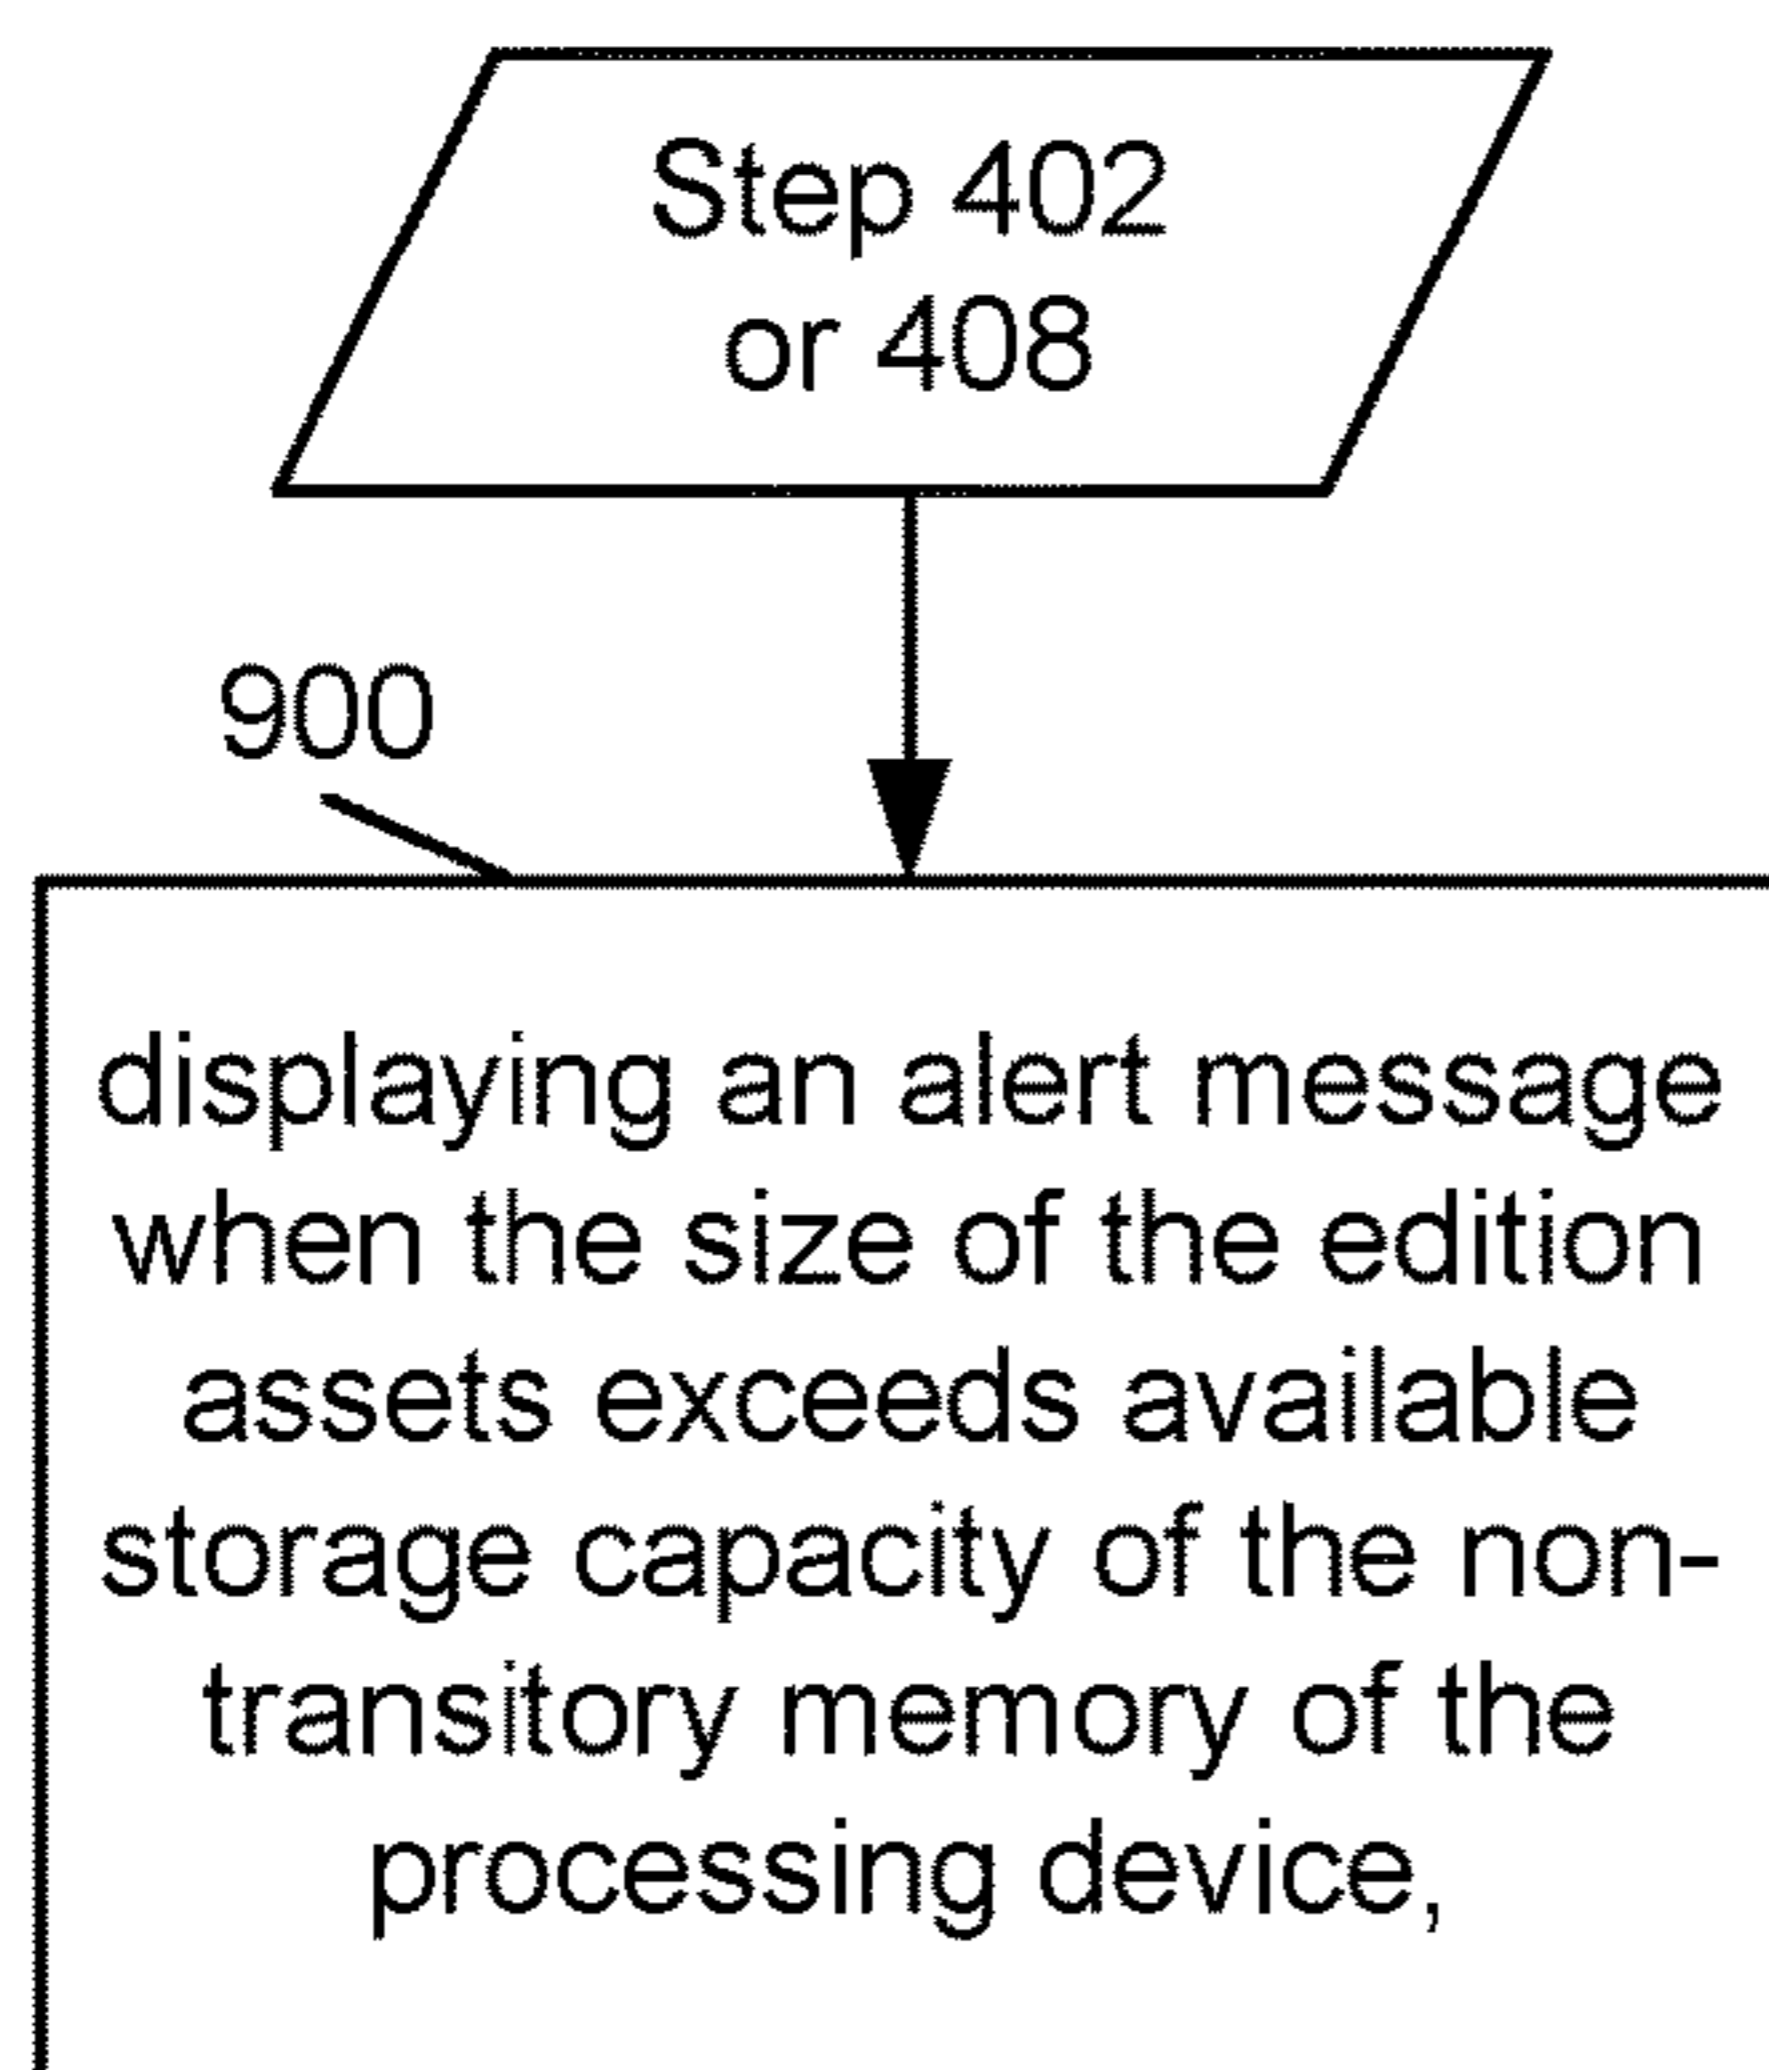 Step 402
or 408
900
displaying an alert message
when the size of the edition
assets exceeds available
storage capacity of the non-
transitory memory of the
processing device,